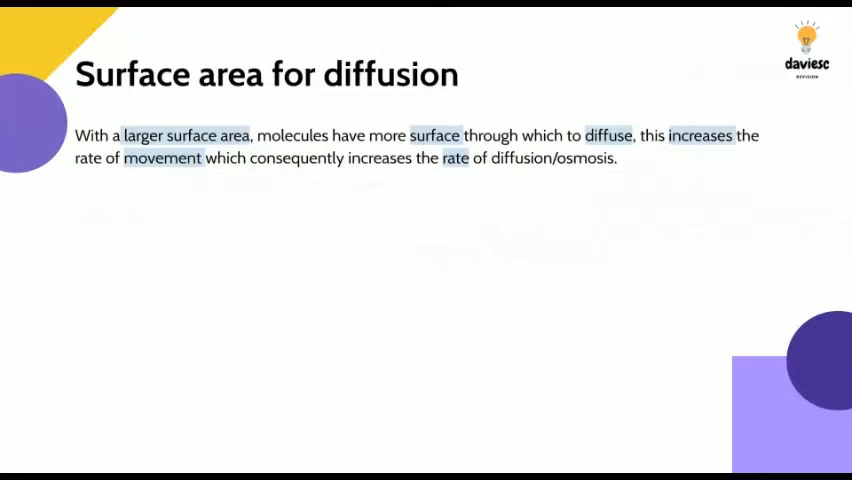 daviesc
REVISION
Surface area for diffusion
With a larger surface area, molecules have more surface through which to diffuse, this increases the
rate of movement which consequently increases the rate of diffusion/osmosis.